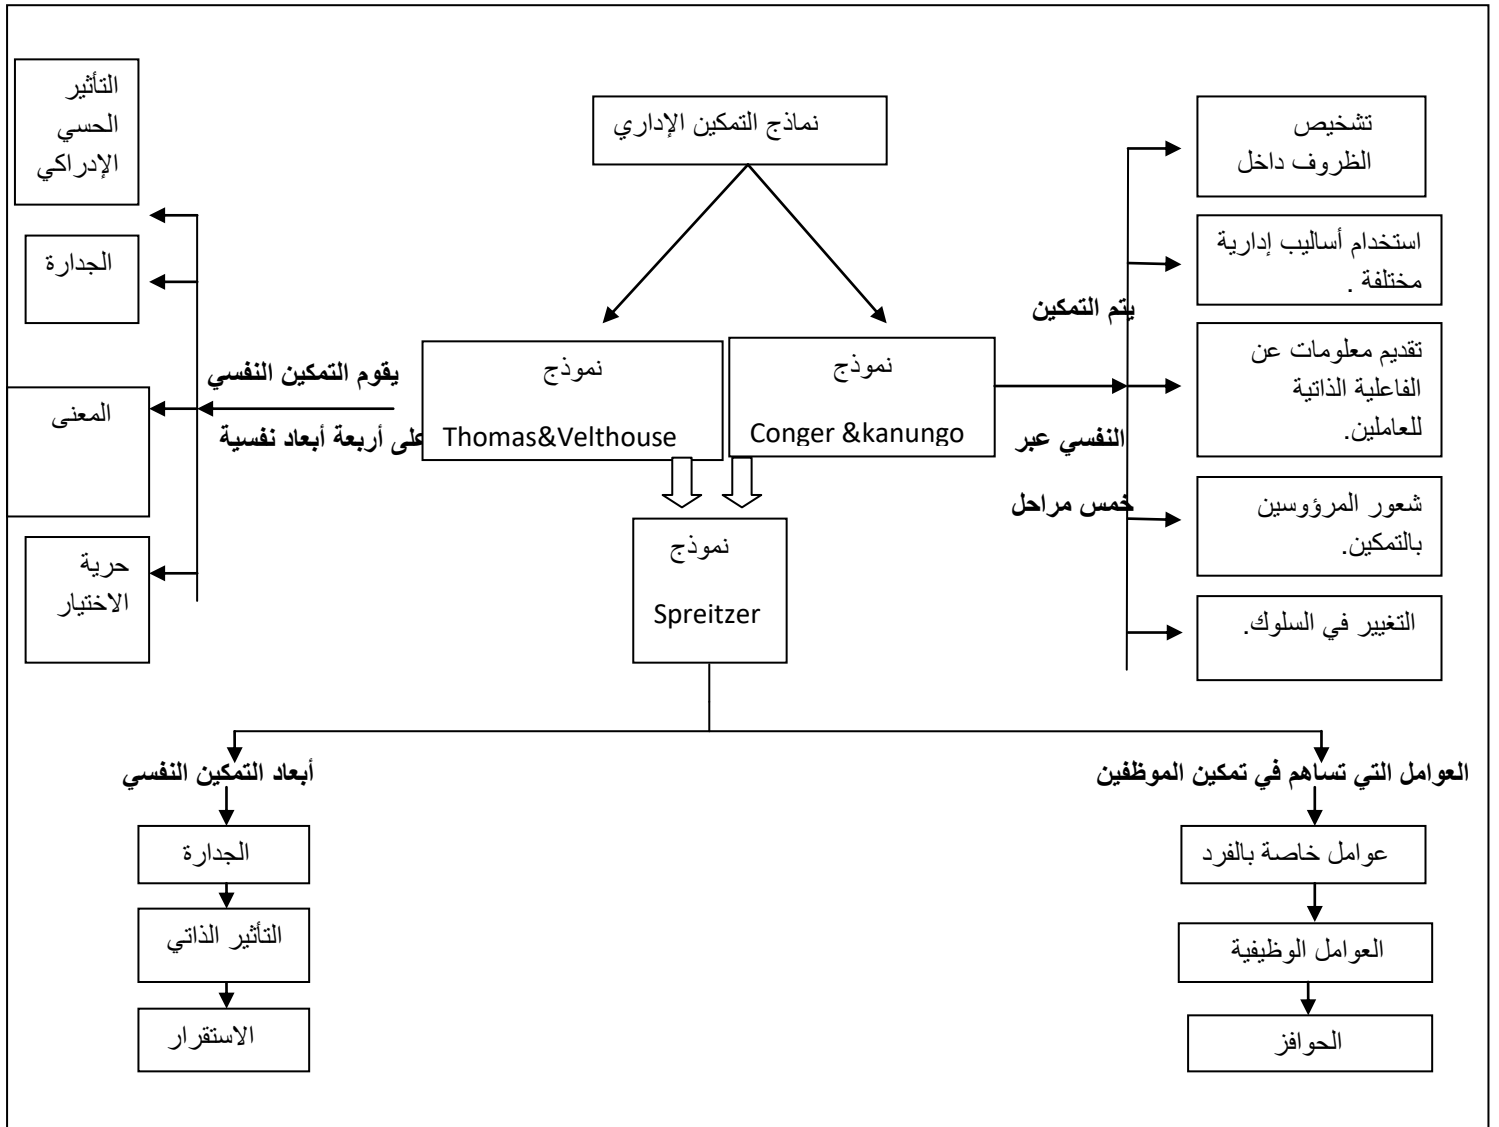 نماذج التمكين الإداري
تشخيص
الظروف داخل
استخدام أساليب إدارية
مختلفة .
تقديم معلومات عن
الفاعلية الذاتية
للعاملين.
شعور المرؤوسين
بالتمكين.
التغيير في السلوك.
يتم التمكين
النفسي عبر
خمس مراحل
نموذج
Conger &kanungo
نموذج
Thomas&Velthouse
يقوم التمكين النفسي
على أربعة أبعاد نفسية
التأثير
الحسي
الإدراكي
الجدارة
المعنى
حرية
الاختيار
نموذج
Spreitzer
العوامل التي تساهم في تمكين الموظفين
عوامل خاصة بالفرد
العوامل الوظيفية
الحوافز
أبعاد التمكين النفسي
الجدارة
التأثير الذاتي
الاستقرار